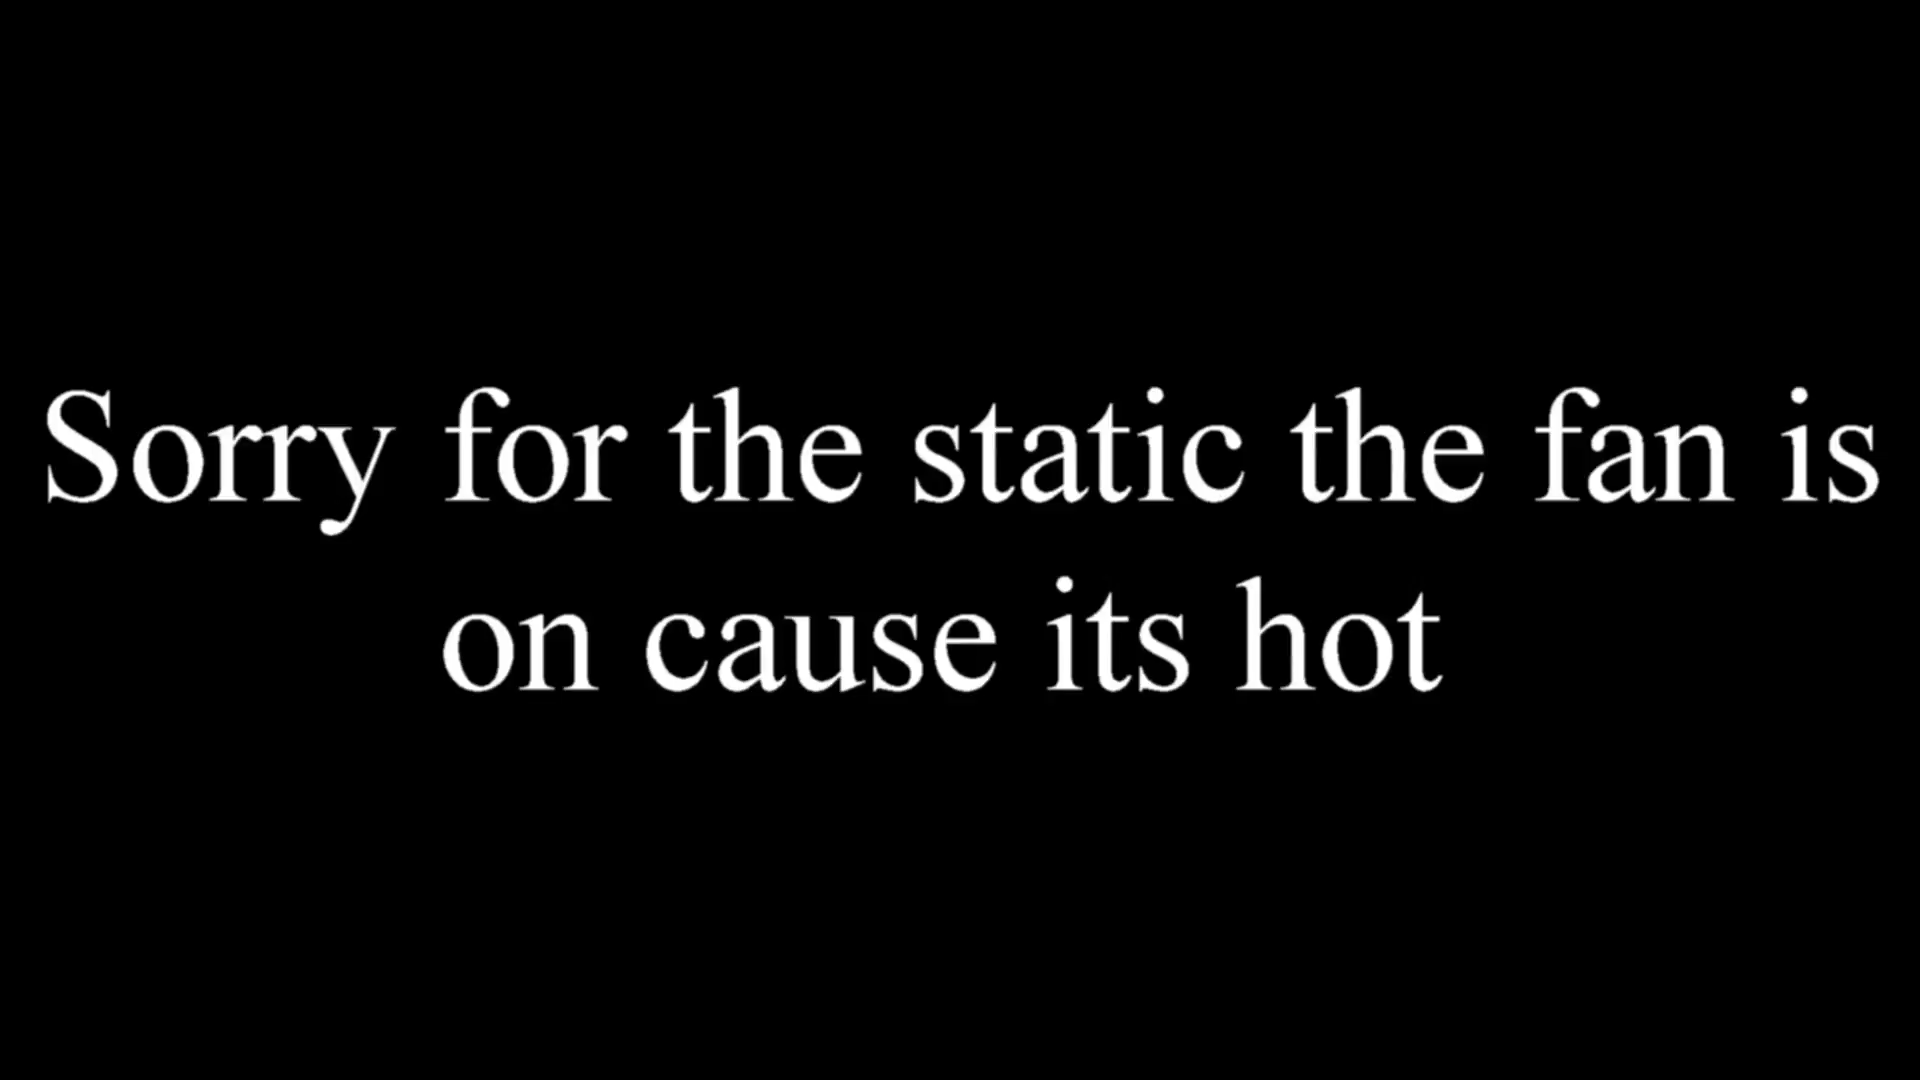 Sorry for the static the fan is
on cause its hot